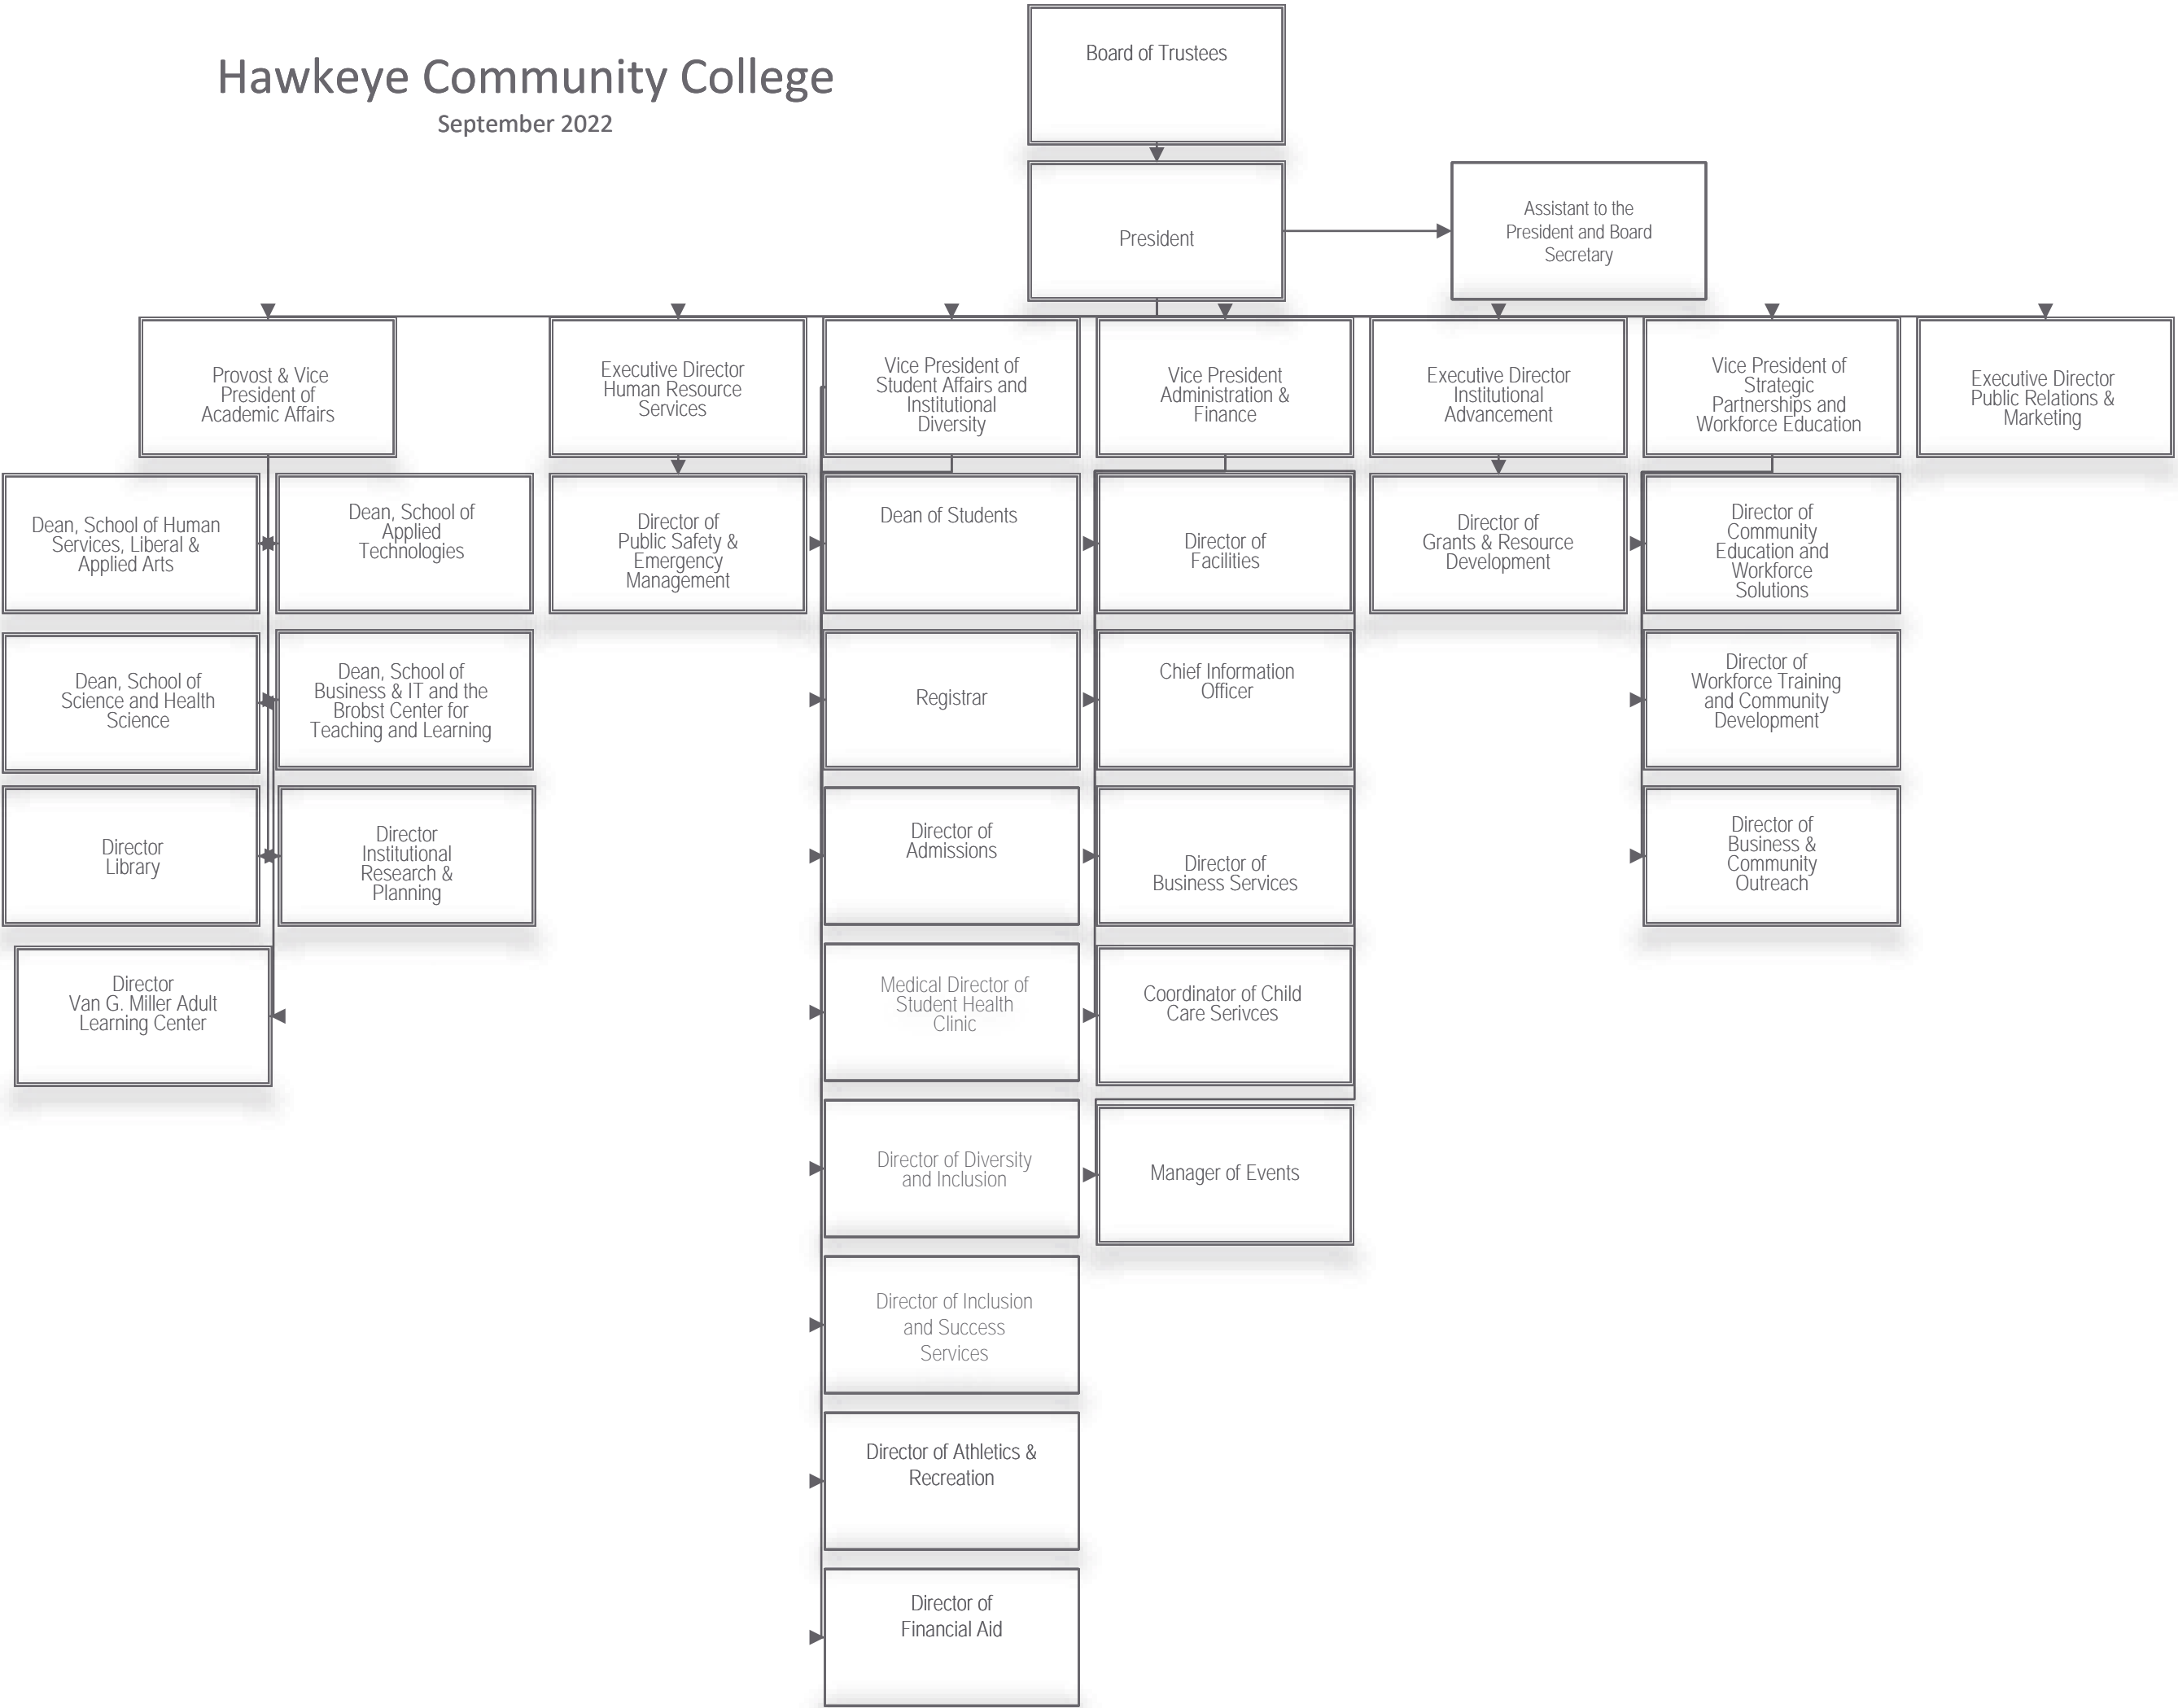 Hawkeye Community College
September 2022
Board of Trustees
President
Assistant to the
President and Board
Secretary
Provost & Vice
President of
Academic Affairs
Executive Director
Human Resource
Services
Vice President of
Student Affairs and
Institutional
Diversity
Vice President
Administration &
Finance
Executive Director
Institutional
Advancement
Vice President of
Strategic
Partnerships and
Workforce Education
Executive Director
Public Relations &
Marketing
Dean, School of Human
Services, Liberal &
Applied Arts
Dean, School of
Applied
Technologies
Director of
Public Safety &
Emergency
Management
Dean of Students
Director of
Facilities
Director of
Grants & Resource
Development
Director of
Community
Education and
Workforce
Solutions
Dean, School of
Science and Health
Science
Dean, School of
Business & IT and the
Brobst Center for
Teaching and Learning
Registrar
Chief Information
Officer
Director of
Workforce Training
and Community
Development
Director
Library
Director
Institutional
Research &
Planning
Director of
Admissions
Director of
Business Services
Director of
Business &
Community
Outreach
Director
Van G. Miller Adult
Learning Center
Medical Director of
Student Health
Clinic
Coordinator of Child
Care Serivces
Director of Diversity
and Inclusion
Manager of Events
Director of Inclusion
and Success
Services
Director of Athletics &
Recreation
Director of
Financial Aid